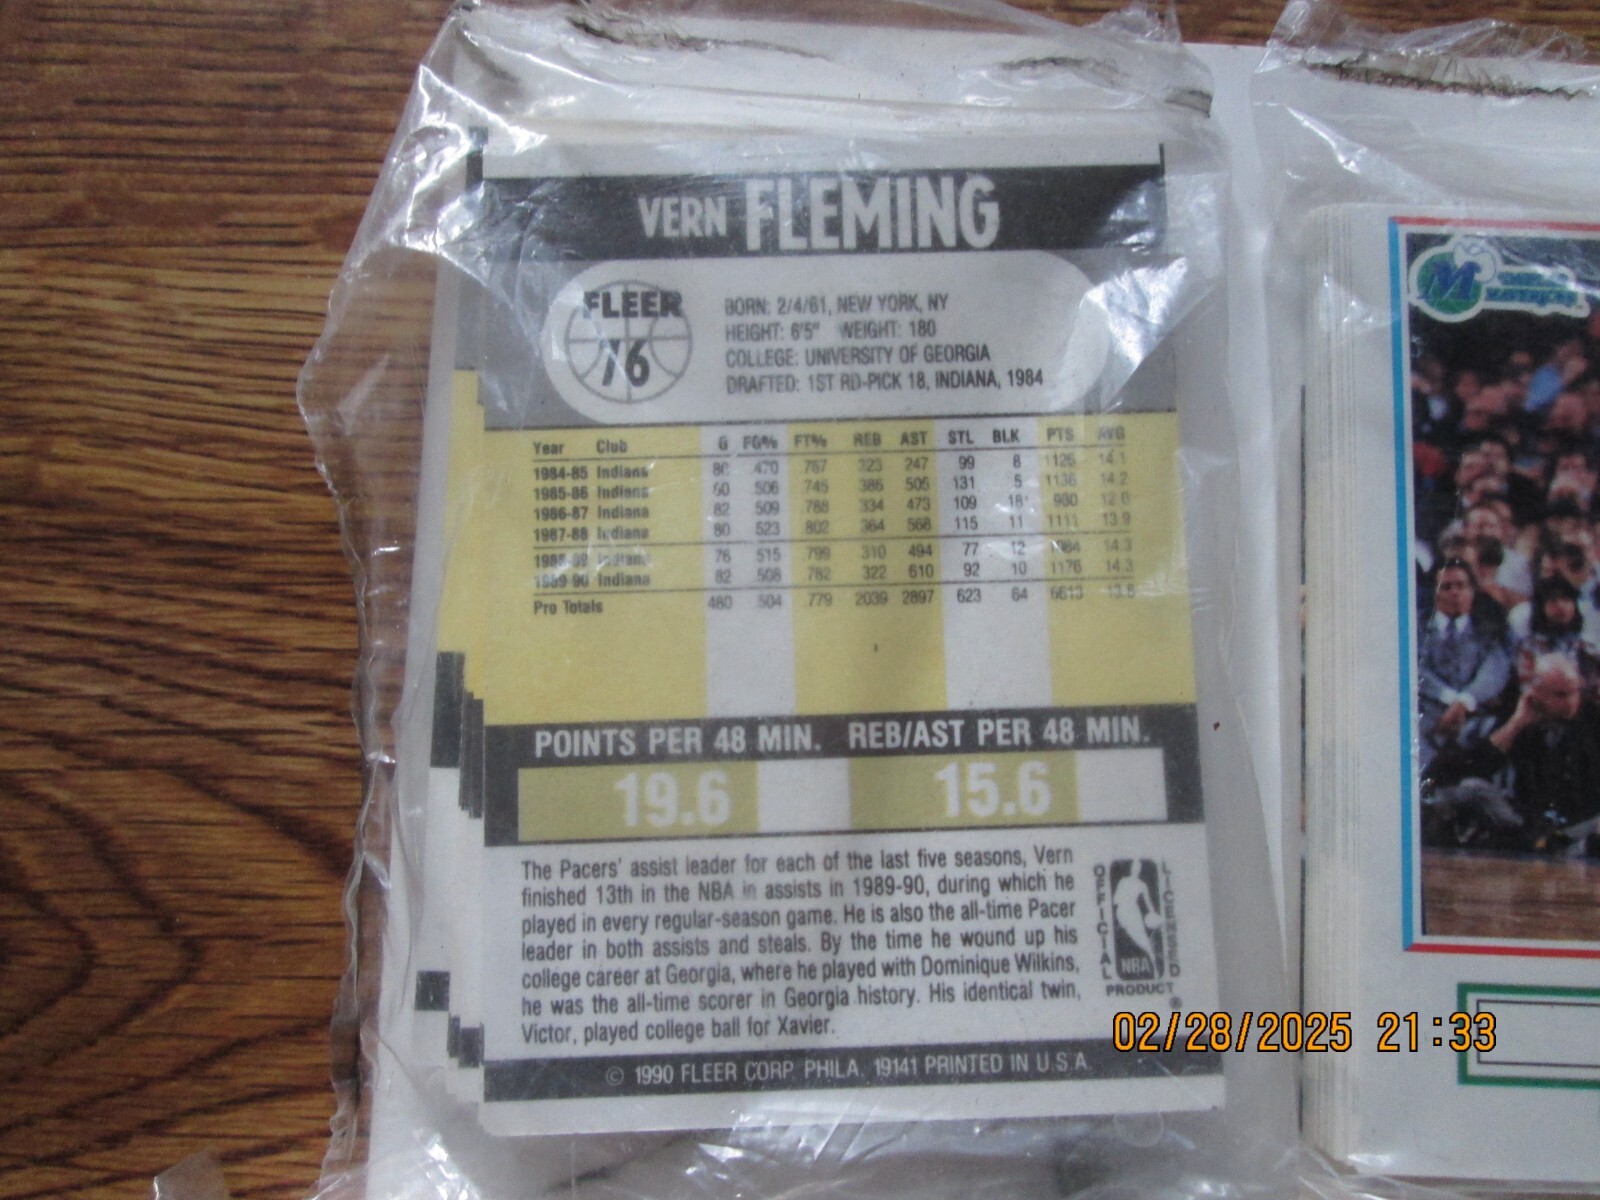 VERN FLEMING
FLEER
76
BORN: 2/4/61, NEW YORK, NY
HEIGHT: 6'5" WEIGHT: 180
COLLEGE: UNIVERSITY OF GEORGIA
DRAFTED: 1ST RD-PICK 18, INDIANA, 1984
Year Club G FG% FT% REB AST STL BLK PTS AVG
1984-85 Indiana 80 .470 .767 323 247 99 8 1126 14.1
1985-86 Indiana 80 .506 .745 386 505 131 5 1136 14.2
1986-87 Indiana 82 .509 .788 334 473 109 18 980 12.0
1987-88 Indiana 80 .523 .802 364 568 115 11 1111 13.9
1988-89 Indiana 76 .515 .799 310 494 77 12 1084 14.3
1989-90 Indiana 82 .508 .782 322 610 92 10 1176 14.3
Pro Totals 480 .504 .779 2039 2897 623 64 6613 13.8
POINTS PER 48 MIN. REB/AST PER 48 MIN.
19.6 15.6
The Pacers' assist leader for each of the last five seasons, Vern
finished 13th in the NBA in assists in 1989-90, during which he
played in every regular-season game. He is also the all-time Pacer
leader in both assists and steals. By the time he wound up his
college career at Georgia, where he played with Dominique Wilkins,
he was the all-time scorer in Georgia history. His identical twin,
Victor, played college ball for Xavier.
OFFICIAL LICENSED
NBA
PRODUCT ®
© 1990 FLEER CORP. PHILA. 19141 PRINTED IN U.S.A.
M
MAVERICKS
02/28/2025 21:33